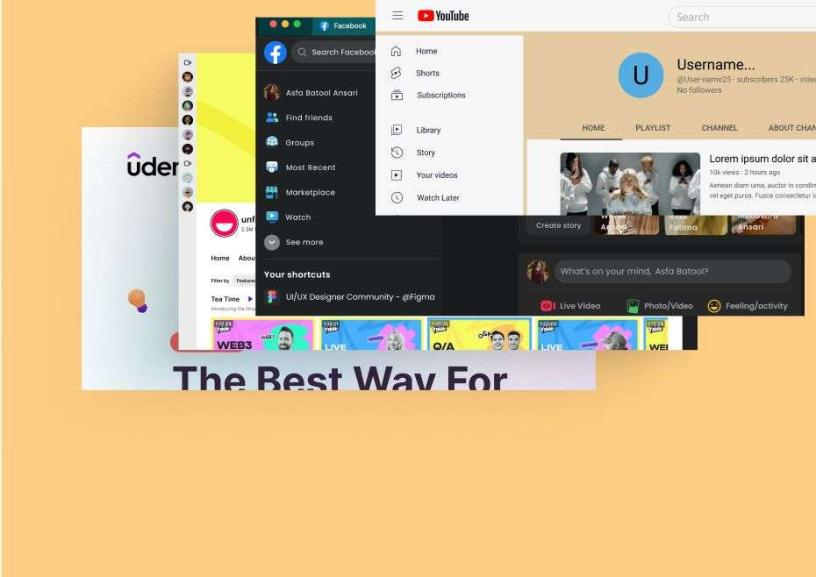 YouTube
Search
Home
Shorts
Subscriptions
Library
Story
Your videos
Watch Later
Username...
@User-name25 - subscribers 25K - video
No followers
HOME PLAYLIST CHANNEL ABOUT CHAN
Lorem ipsum dolor sit a
10k views : 2 hours ago
Aenean diam urna, auctor in condim
vel eget purus. Fusce consectetur la
Facebook
Search Facebook
Asfa Batool Ansari
Find friends
Groups
Most Recent
Marketplace
Watch
See more
Your shortcuts
UI/UX Designer Community - @Figma
Create story
Ansari
Fatima
Ansari
What's on your mind, Asfa Batool?
Live Video Photo/Video Feeling/activity
ûdem
unf
Home Abou
Filter by Feature
Tea Time
WEB3
LIVE
Q/A
Q&A
LIVE
WEI
The Best Way For